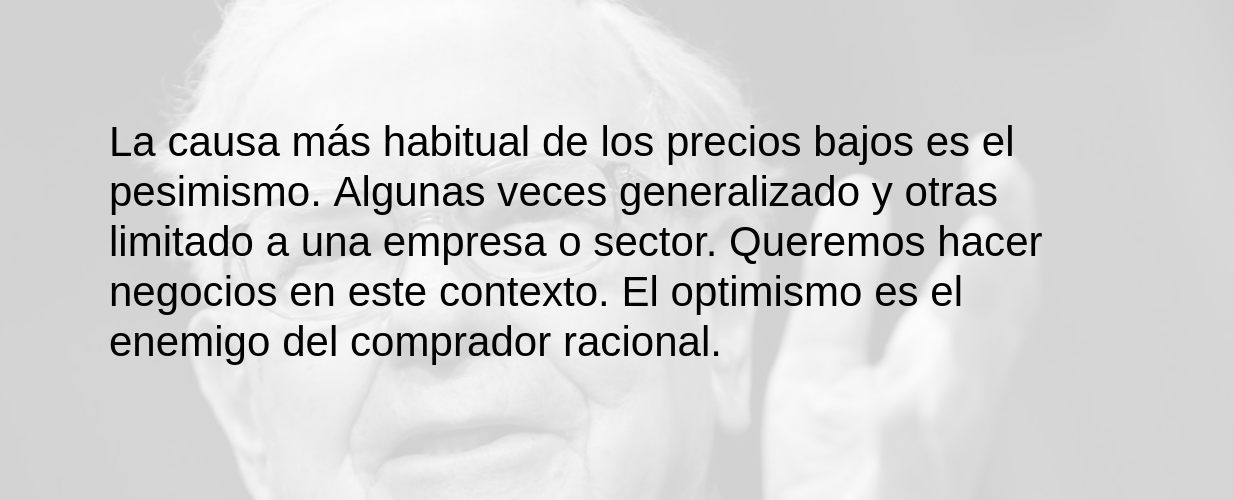 La causa más habitual de los precios bajos es el
pesimismo. Algunas veces generalizado y otras
limitado a una empresa o sector. Queremos hacer
negocios en este contexto. El optimismo es el
enemigo del comprador racional.